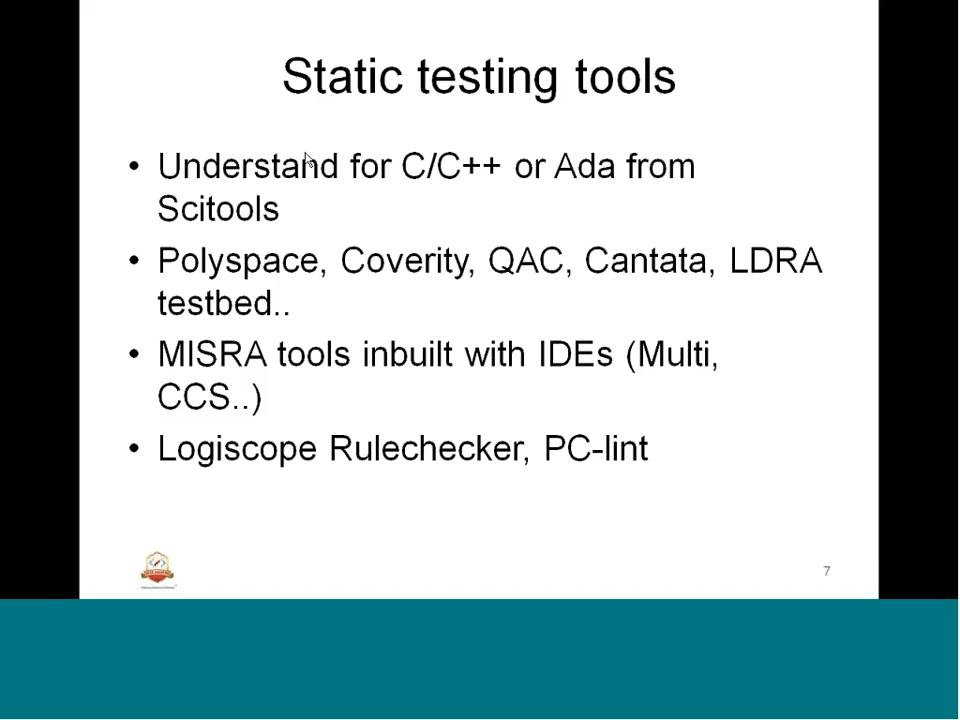 Static testing tools
• Understand for C/C++ or Ada from
Scitools
• Polyspace, Coverity, QAC, Cantata, LDRA
testbed..
• MISRA tools inbuilt with IDEs (Multi,
CCS..)
• Logiscope Rulechecker, PC-lint
7